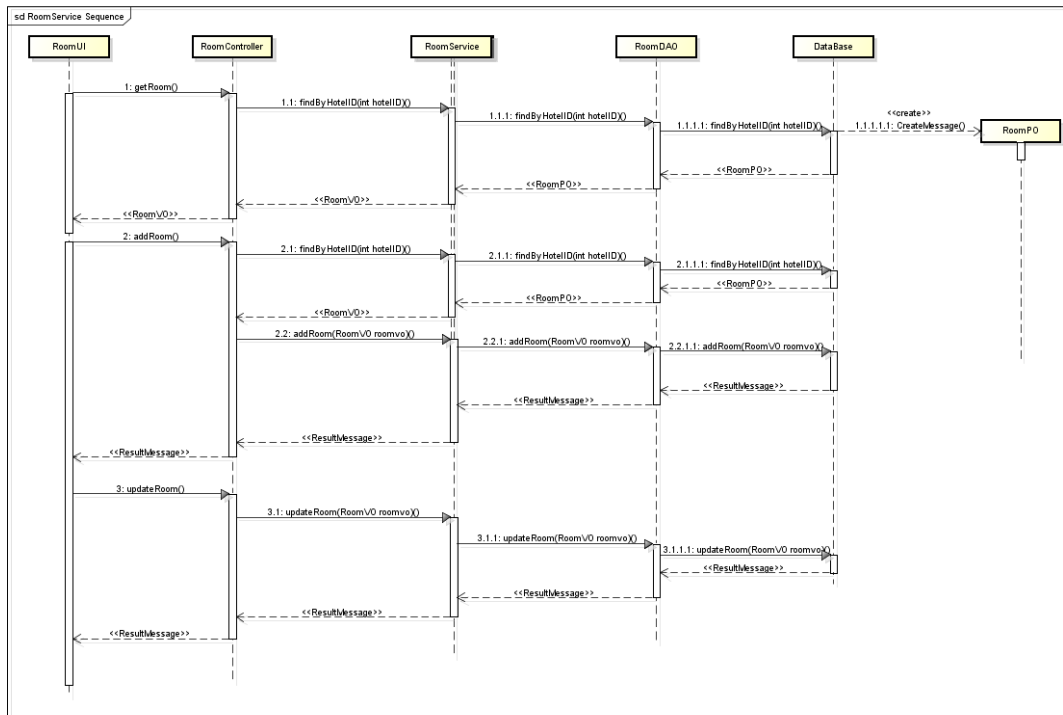 sd RoomService Sequence
RoomUI
RoomController
RoomService
RoomDAO
DataBase
1: getRoom()
1.1: findByHotelID(int hotelID)()
1.1.1: findByHotelID(int hotelID)()
1.1.1.1: findByHotelID(int hotelID)()
<<create>>
1.1.1.1.1: CreateMessage()
RoomPO
<<RoomPO>>
<<RoomPO>>
<<RoomVO>>
<<RoomVO>>
2: addRoom()
2.1: findByHotelID(int hotelID)()
2.1.1: findByHotelID(int hotelID)()
2.1.1.1: findByHotelID(int hotelID)()
<<RoomPO>>
<<RoomPO>>
<<RoomVO>>
2.2: addRoom(RoomVO roomvo)()
2.2.1: addRoom(RoomVO roomvo)()
2.2.1.1: addRoom(RoomVO roomvo)()
<<ResultMessage>>
<<ResultMessage>>
<<ResultMessage>>
<<ResultMessage>>
3: updateRoom()
3.1: updateRoom(RoomVO roomvo)()
3.1.1: updateRoom(RoomVO roomvo)()
3.1.1.1: updateRoom(RoomVO roomvo)()
<<ResultMessage>>
<<ResultMessage>>
<<ResultMessage>>
<<ResultMessage>>